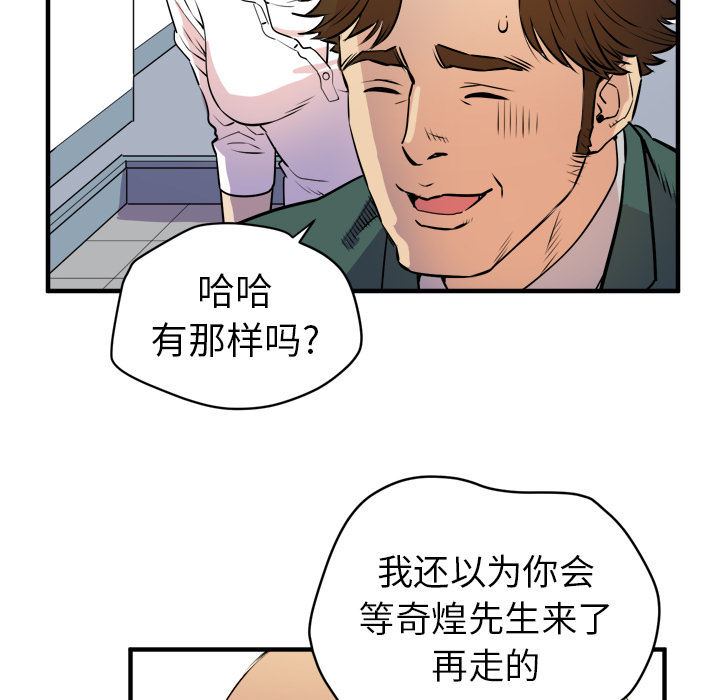 哈哈
有那样吗?
我还以为你会
等奇煌先生来了
再走的